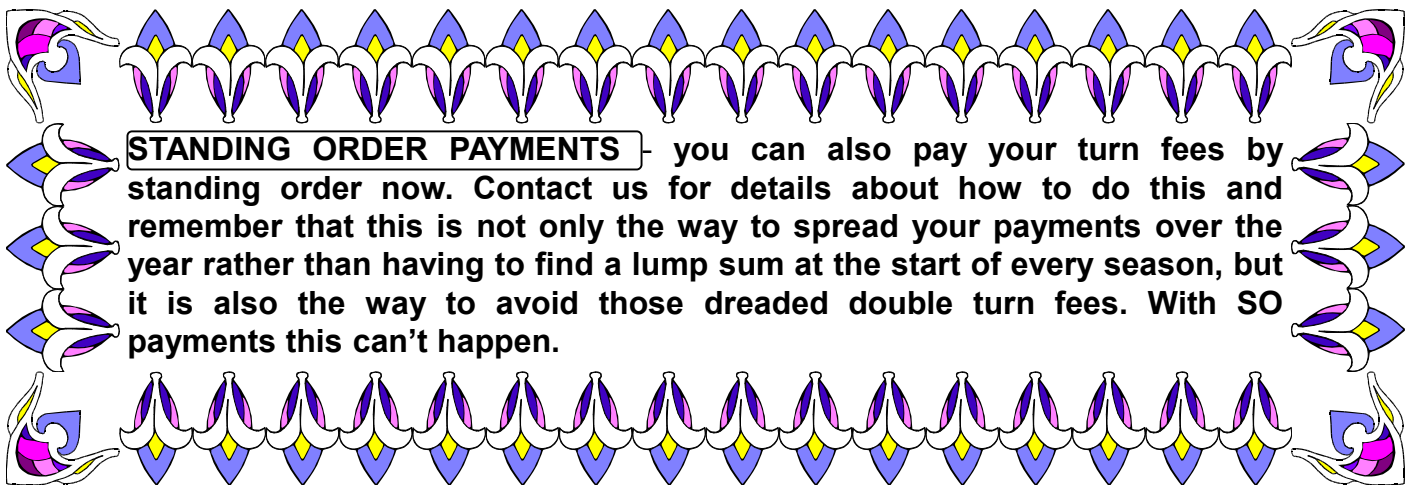 STANDING ORDER PAYMENTS - you can also pay your turn fees by
standing order now. Contact us for details about how to do this and
remember that this is not only the way to spread your payments over the
year rather than having to find a lump sum at the start of every season, but
it is also the way to avoid those dreaded double turn fees. With SO
payments this can’t happen.